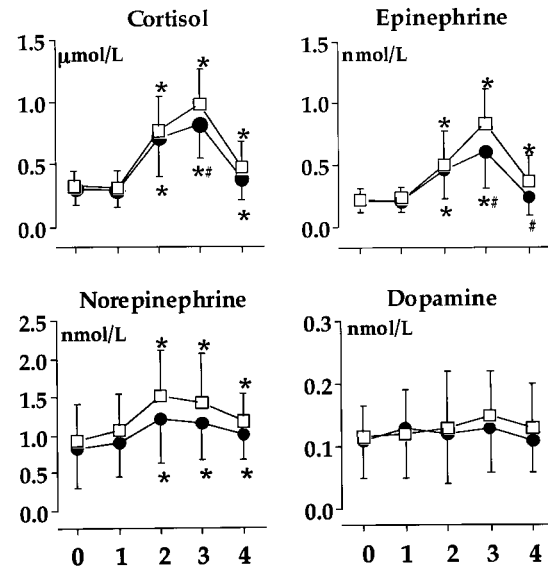 Cortisol
Epinephrine
1.5
μmol/L
1.0
0.5
0.0
* * *
* *# *
1.5
nmol/L
1.0
0.5
0.0
* * *
* *# #
Norepinephrine
Dopamine
2.5
nmol/L
2.0
1.5
1.0
0.5
0.0
* * *
* * *
0 1 2 3 4
0.3
nmol/L
0.2
0.1
0.0
0 1 2 3 4